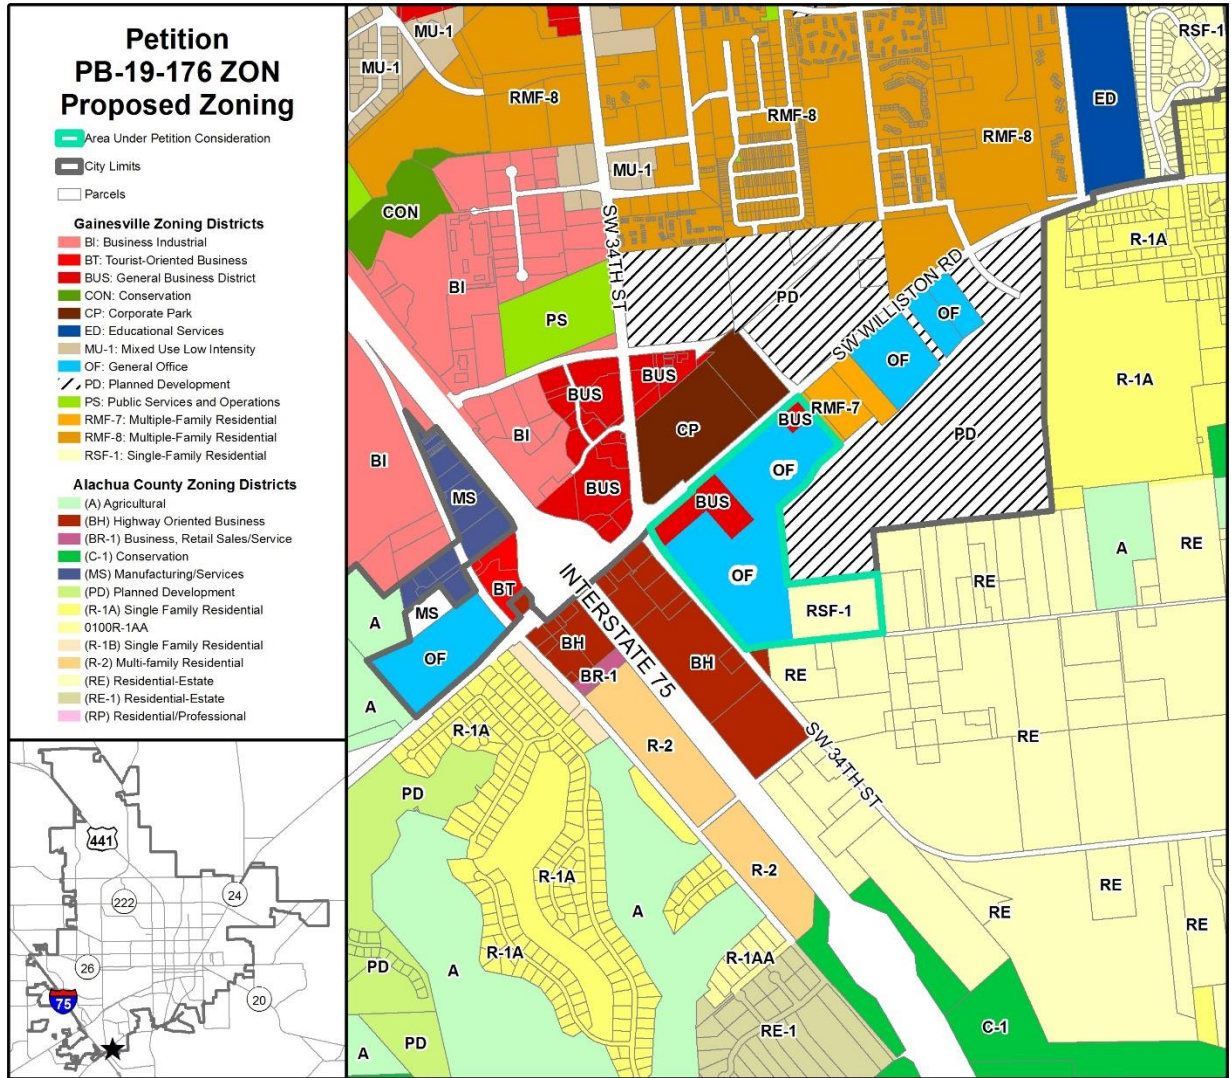 Petition
PB-19-176 ZON
Proposed Zoning
Area Under Petition Consideration
City Limits
Parcels
Gainesville Zoning Districts
BI: Business Industrial
BT: Tourist-Oriented Business
BUS: General Business District
CON: Conservation
CP: Corporate Park
ED: Educational Services
MU-1: Mixed Use Low Intensity
OF: General Office
PD: Planned Development
PS: Public Services and Operations
RMF-7: Multiple-Family Residential
RMF-8: Multiple-Family Residential
RSF-1: Single-Family Residential
Alachua County Zoning Districts
(A) Agricultural
(BH) Highway Oriented Business
(BR-1) Business, Retail Sales/Service
(C-1) Conservation
(MS) Manufacturing/Services
(PD) Planned Development
(R-1A) Single Family Residential
0100R-1AA
(R-1B) Single Family Residential
(R-2) Multi-family Residential
(RE) Residential-Estate
(RE-1) Residential-Estate
(RP) Residential/Professional
441
222
24
26
75
20
MU-1
RSF-1
MU-1
RMF-8
ED
RMF-8
RMF-8
MU-1
CON
SW 34TH ST
R-1A
BI
PD
SW WILLISTON RD
PS
OF
OF
BUS
BUS
R-1A
RMF-7
BUS
CP
BI
PD
BI
OF
BUS
MS
BUS
A
RE
RE
OF
INTERSTATE 75
BT
MS
RSF-1
A
BH
OF
BH
RE
BR-1
A
R-1A
SW 34TH ST
RE
R-2
PD
R-2
R-1A
RE
A
RE
R-1A
RE
R-1AA
PD
A
RE-1
C-1
A
PD